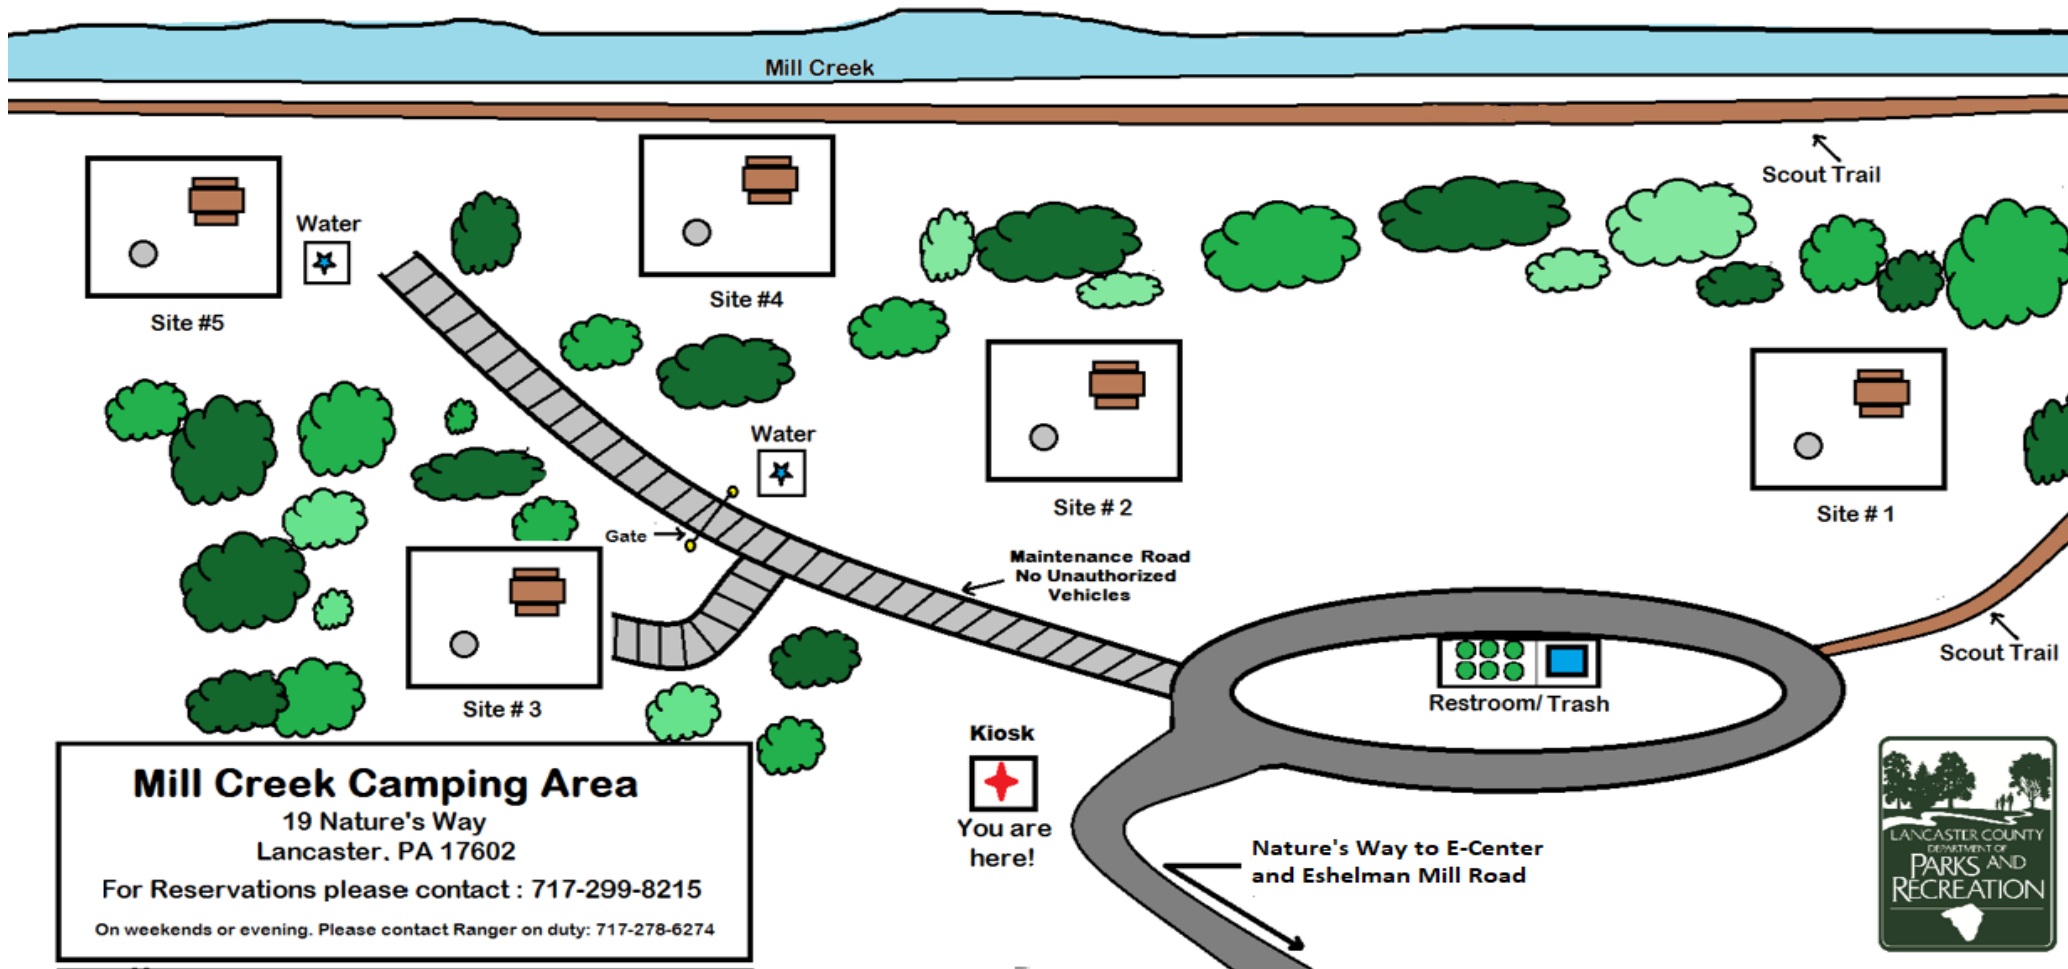 Mill Creek
Scout Trail
Water
Site #5
Site #4
Water
Site # 2
Site # 1
Gate
Maintenance Road
No Unauthorized
Vehicles
Site # 3
Scout Trail
Restroom/ Trash
Kiosk
You are
here!
Mill Creek Camping Area
19 Nature's Way
Lancaster, PA 17602
For Reservations please contact : 717-299-8215
On weekends or evening. Please contact Ranger on duty: 717-278-6274
Nature's Way to E-Center
and Eshelman Mill Road
LANCASTER COUNTY
DEPARTMENT OF
PARKS AND
RECREATION